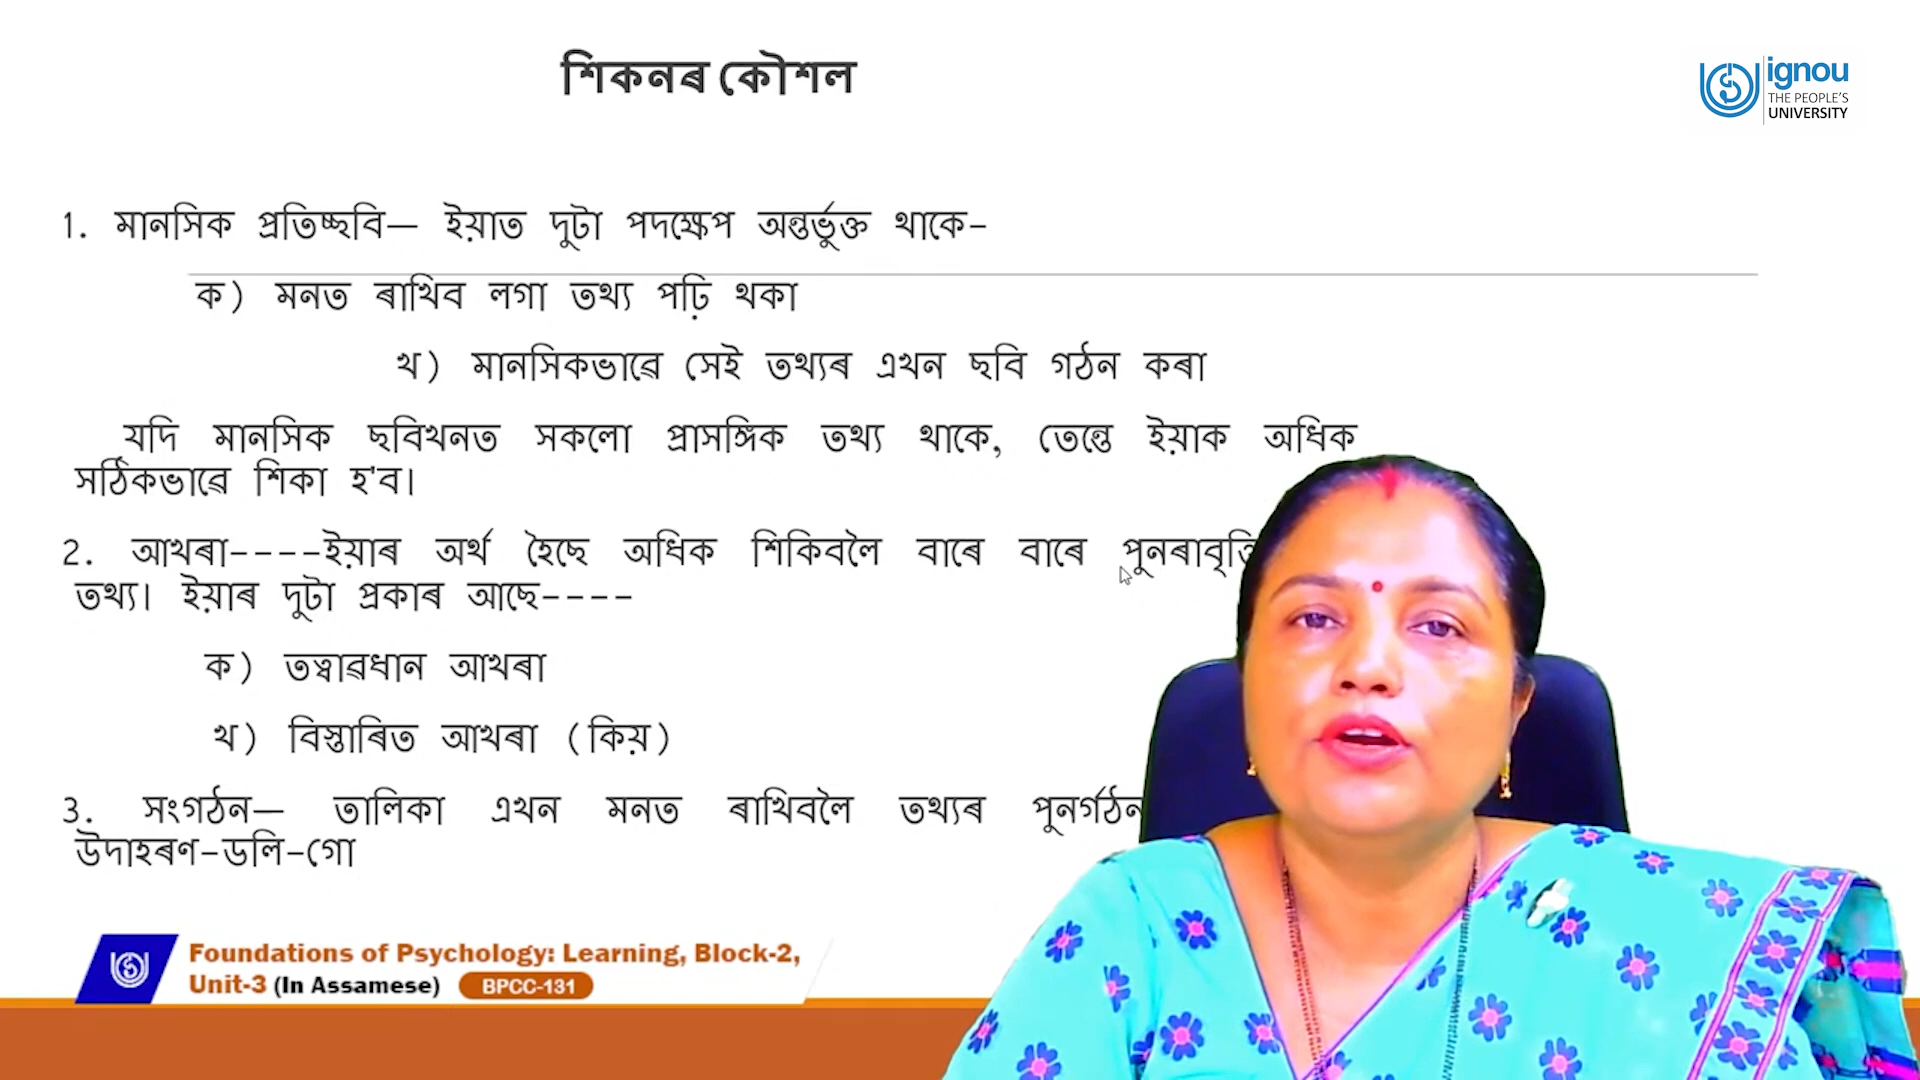 শিকনৰ কৌশল
ignou
THE PEOPLE'S
UNIVERSITY
1. মানসিক প্ৰতিচ্ছবি— ইয়াত দুটা পদক্ষেপ অন্তৰ্ভুক্ত থাকে-
ক) মনত ৰাখিব লগা তথ্য পঢ়ি থকা
খ) মানসিকভাৱে সেই তথ্যৰ এখন ছবি গঠন কৰা
যদি মানসিক ছবিখনত সকলো প্ৰাসঙ্গিক তথ্য থাকে, তেন্তে ইয়াক অধিক
সঠিকভাৱে শিকা হ'ব।
2. আখৰা----ইয়াৰ অৰ্থ হৈছে অধিক শিকিবলৈ বাৰে বাৰে
তথ্য। ইয়াৰ দুটা প্ৰকাৰ আছে----
ক) তত্বাৱধান আখৰা
খ) বিস্তাৰিত আখৰা (কিয়)
3. সংগঠন— তালিকা এখন মনত ৰাখিবলৈ তথ্যৰ পুনৰ্গঠন
উদাহৰণ-ডলি-গো
Foundations of Psychology: Learning, Block-2,
Unit-3 (In Assamese) BPCC-131